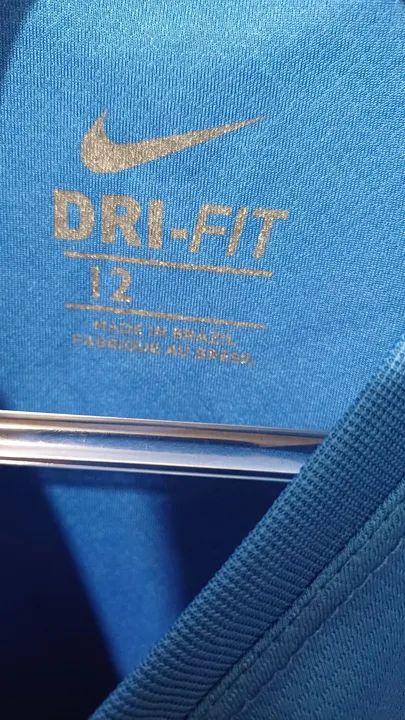 DRI-FIT
12
MADE IN BRAZIL
FABRIQUE AU BRESIL